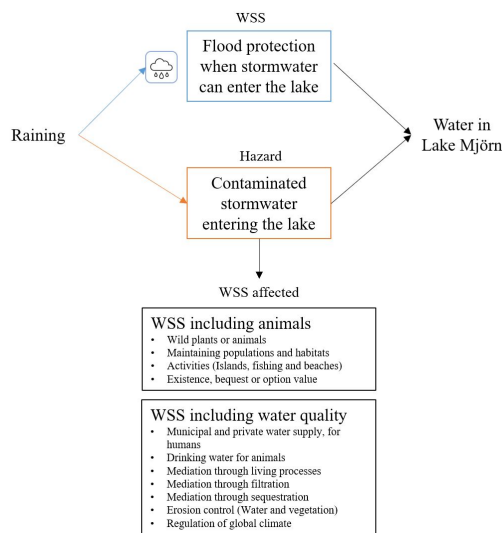 WSS
Flood protection
when stormwater
can enter the lake
Raining
Water in
Lake Mjörn
Hazard
Contaminated
stormwater
entering the lake
WSS affected
WSS including animals
• Wild plants or animals
• Maintaining populations and habitats
• Activities (Islands, fishing and beaches)
• Existence, bequest or option value
WSS including water quality
• Municipal and private water supply, for
humans
• Drinking water for animals
• Mediation through living processes
• Mediation through filtration
• Mediation through sequestration
• Erosion control (Water and vegetation)
• Regulation of global climate